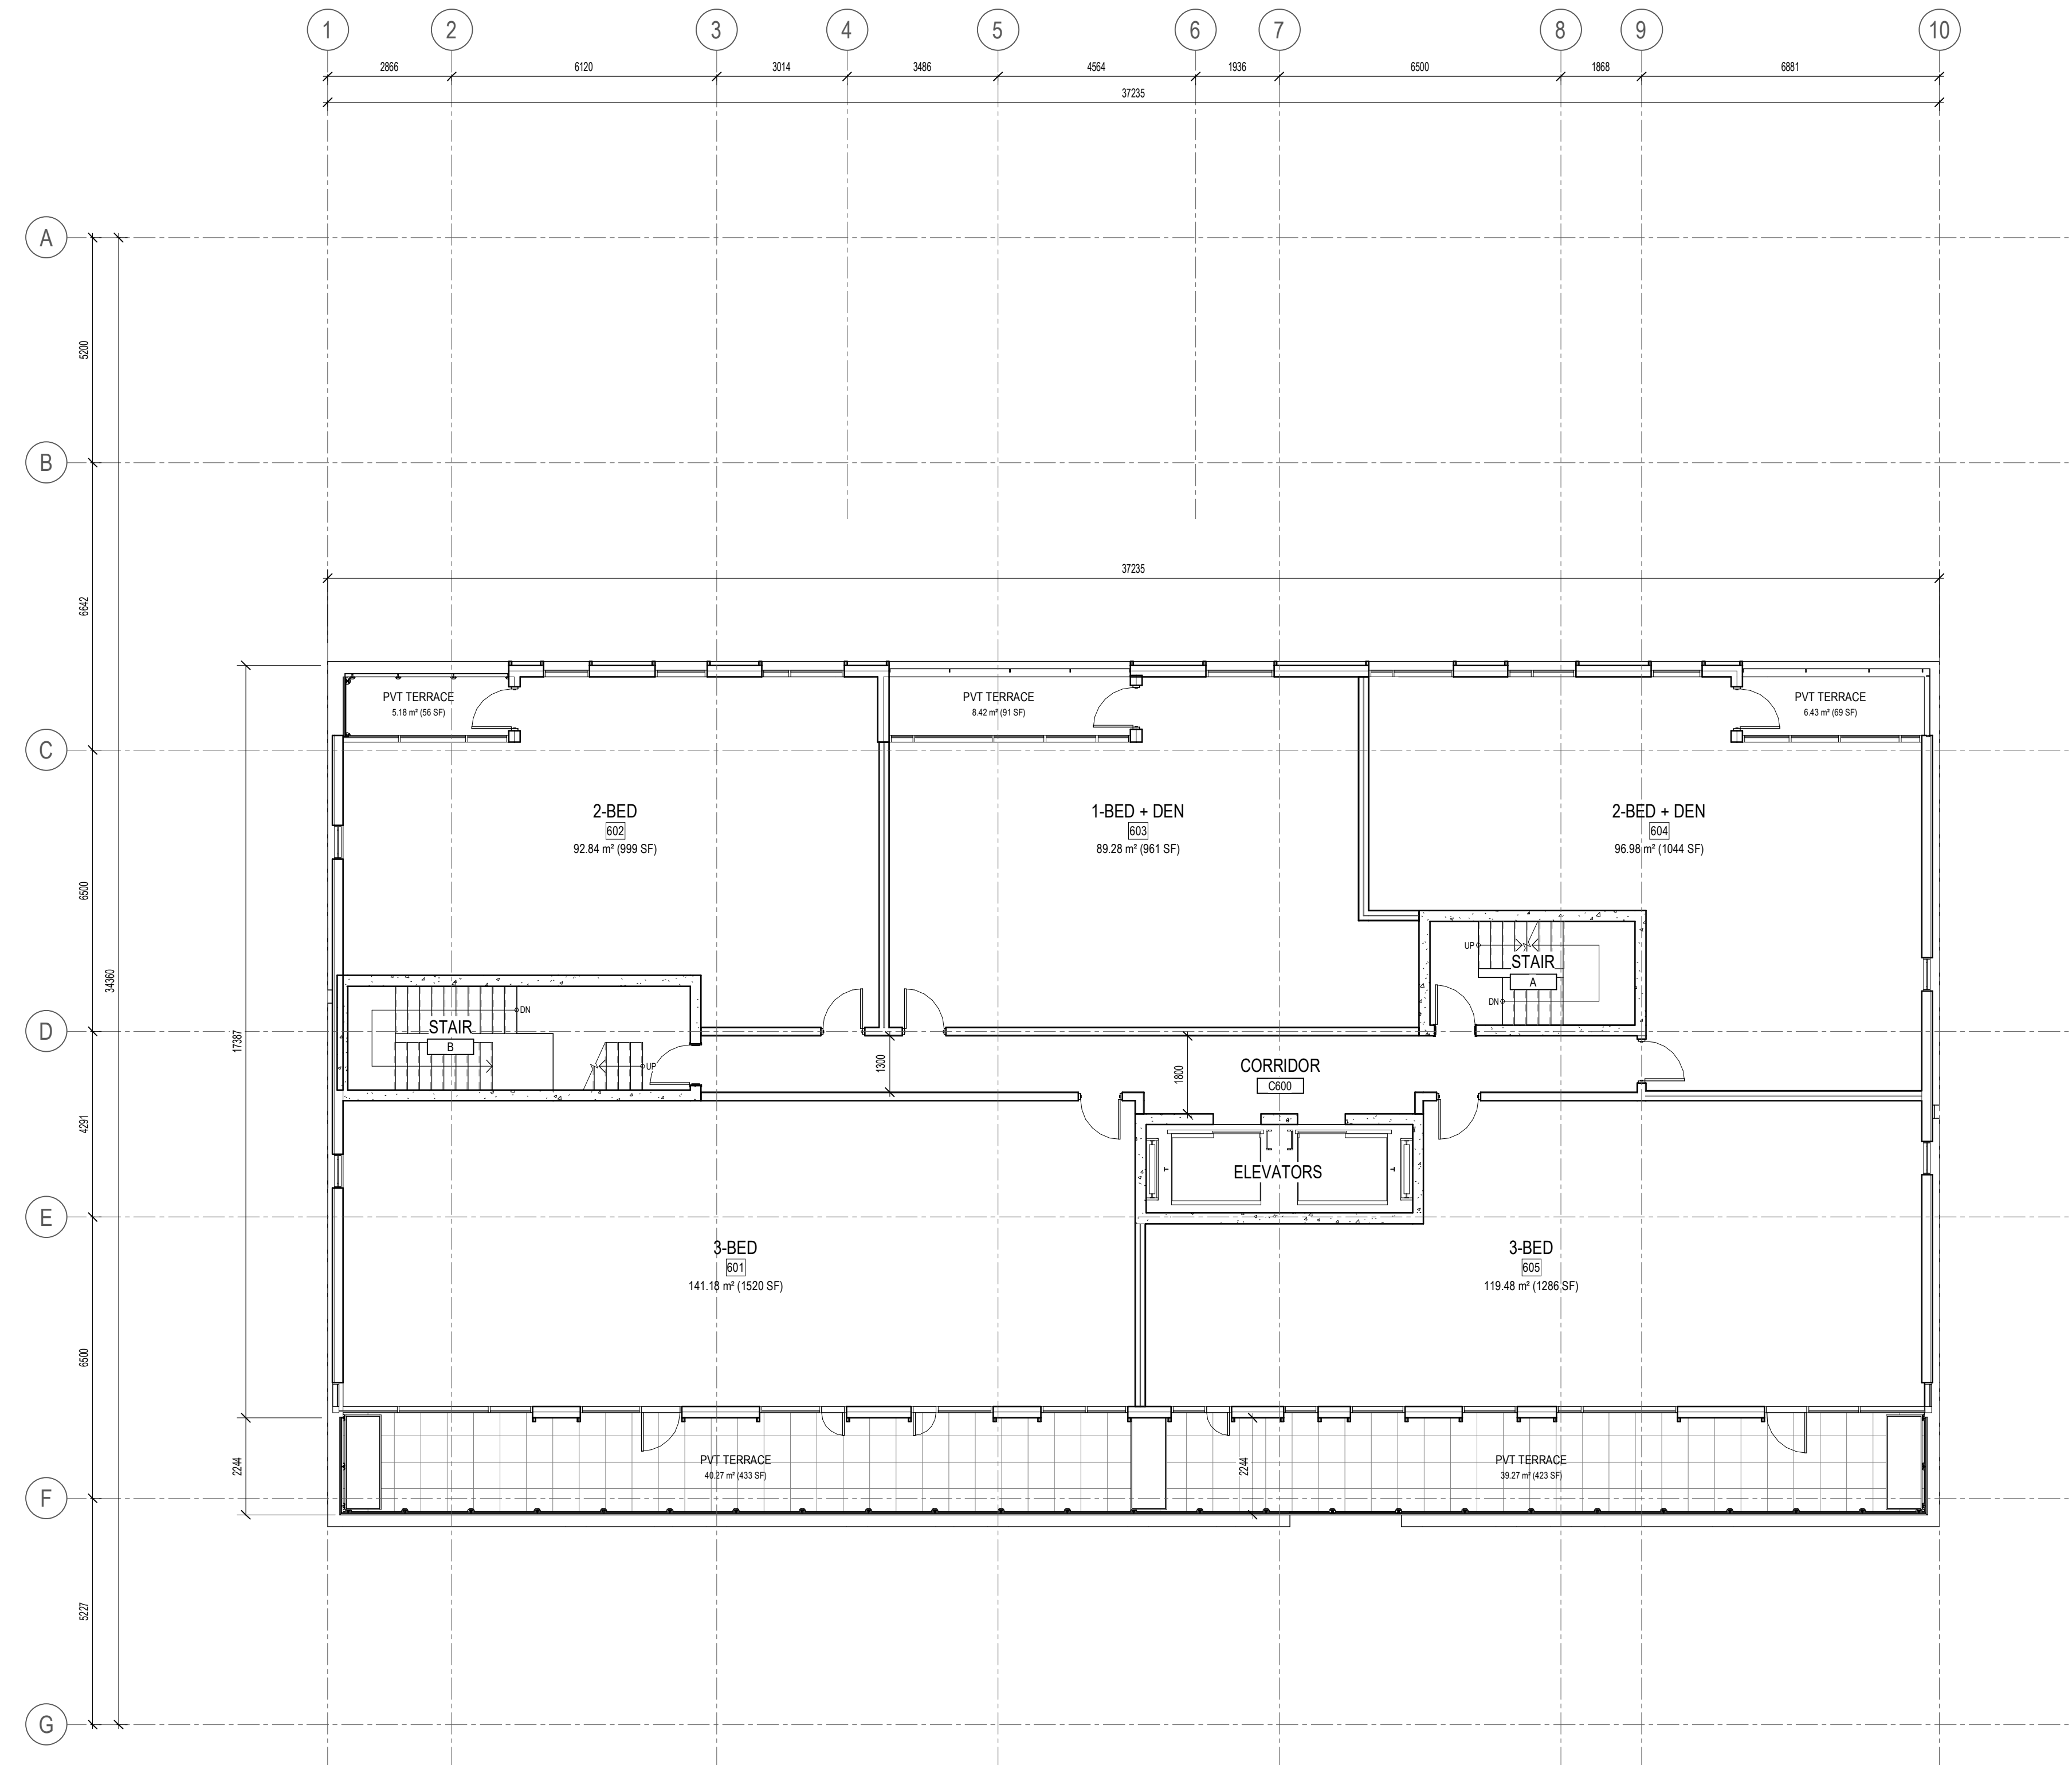 1 2 3 4 5 6 7 8 9 10
2866 6120 3014 3486 4564 1936 6500 1868 6881
37235
A
5200
B
37235
6642
PVT TERRACE
5.18 m² (56 SF)
PVT TERRACE
8.42 m² (91 SF)
PVT TERRACE
6.43 m² (69 SF)
C
2-BED
602
92.84 m² (999 SF)
1-BED + DEN
603
89.28 m² (961 SF)
2-BED + DEN
604
96.98 m² (1044 SF)
6500
34360
17387
UP
STAIR
A
DN
DN
STAIR
B
UP
D
1300
1800
CORRIDOR
C600
4291
ELEVATORS
E
3-BED
601
141.18 m² (1520 SF)
3-BED
605
119.48 m² (1286 SF)
6500
2244
PVT TERRACE
40.27 m² (433 SF)
2244
PVT TERRACE
39.27 m² (423 SF)
F
5227
G